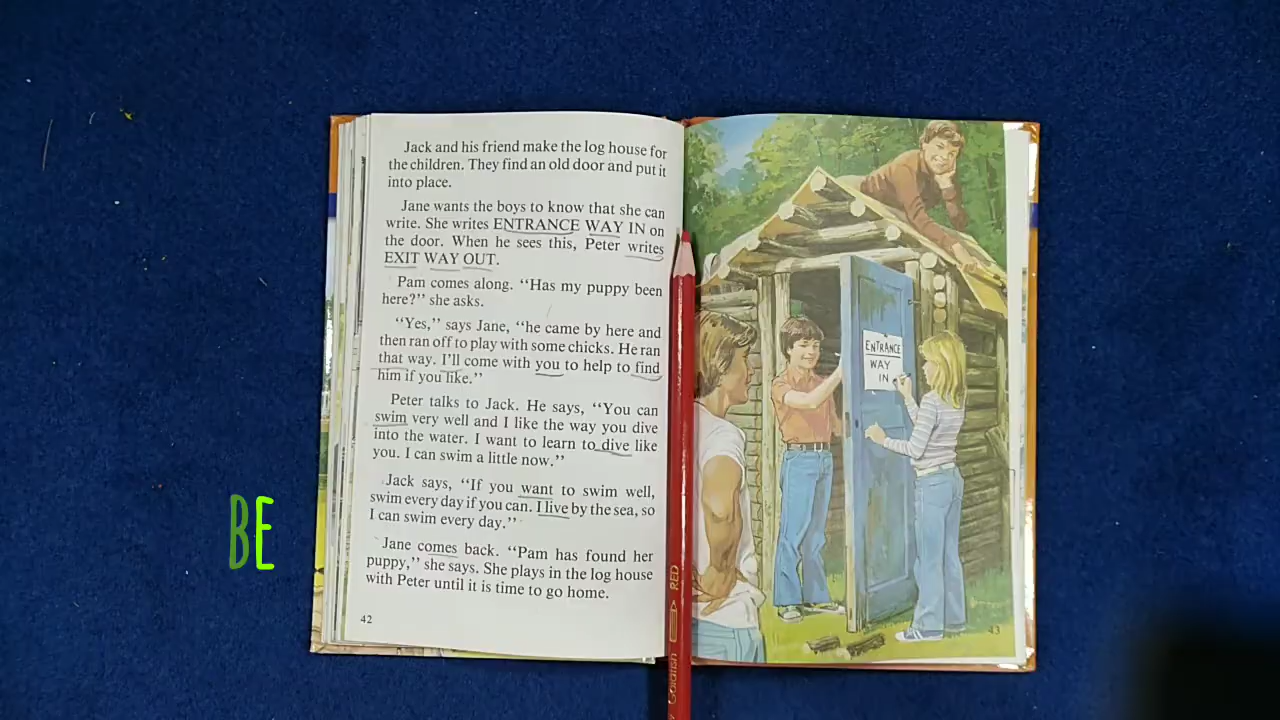 Jack and his friend make the log house for
the children. They find an old door and put it
into place.
Jane wants the boys to know that she can
write. She writes ENTRANCE WAY IN on
the door. When he sees this, Peter writes
EXIT WAY OUT.
Pam comes along. “Has my puppy been
here?” she asks.
“Yes,” says Jane, “he came by here and
then ran off to play with some chicks. He ran
that way. I’ll come with you to help to find
him if you like.”
Peter talks to Jack. He says, “You can
swim very well and I like the way you dive
into the water. I want to learn to dive like
you. I can swim a little now.”
Jack says, “If you want to swim well,
swim every day if you can. I live by the sea, so
I can swim every day.”
Jane comes back. “Pam has found her
puppy,” she says. She plays in the log house
with Peter until it is time to go home.
42
ENTRANCE
WAY
IN
43
RED
Goldfish
BE